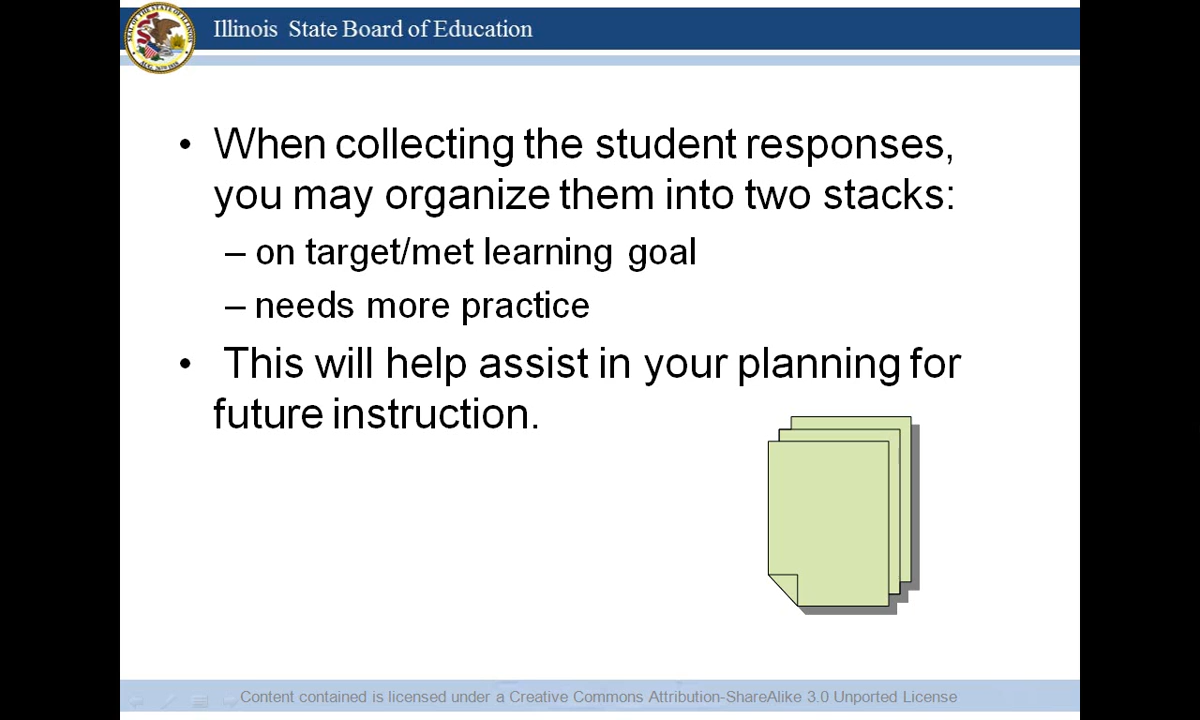 Illinois State Board of Education
• When collecting the student responses,
you may organize them into two stacks:
– on target/met learning goal
– needs more practice
• This will help assist in your planning for
future instruction.
Content contained is licensed under a Creative Commons Attribution-ShareAlike 3.0 Unported License